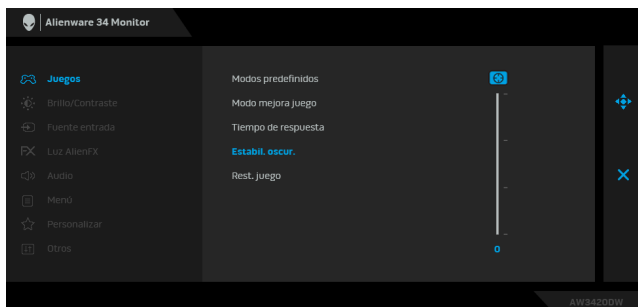 Alienware 34 Monitor
Juegos
Brillo/Contraste
Fuente entrada
Luz AlienFX
Audio
Menú
Personalizar
Otros
Modos predefinidos
Modo mejora juego
Tiempo de respuesta
Estabil. oscur.
Rest. juego
0
AW3420DW